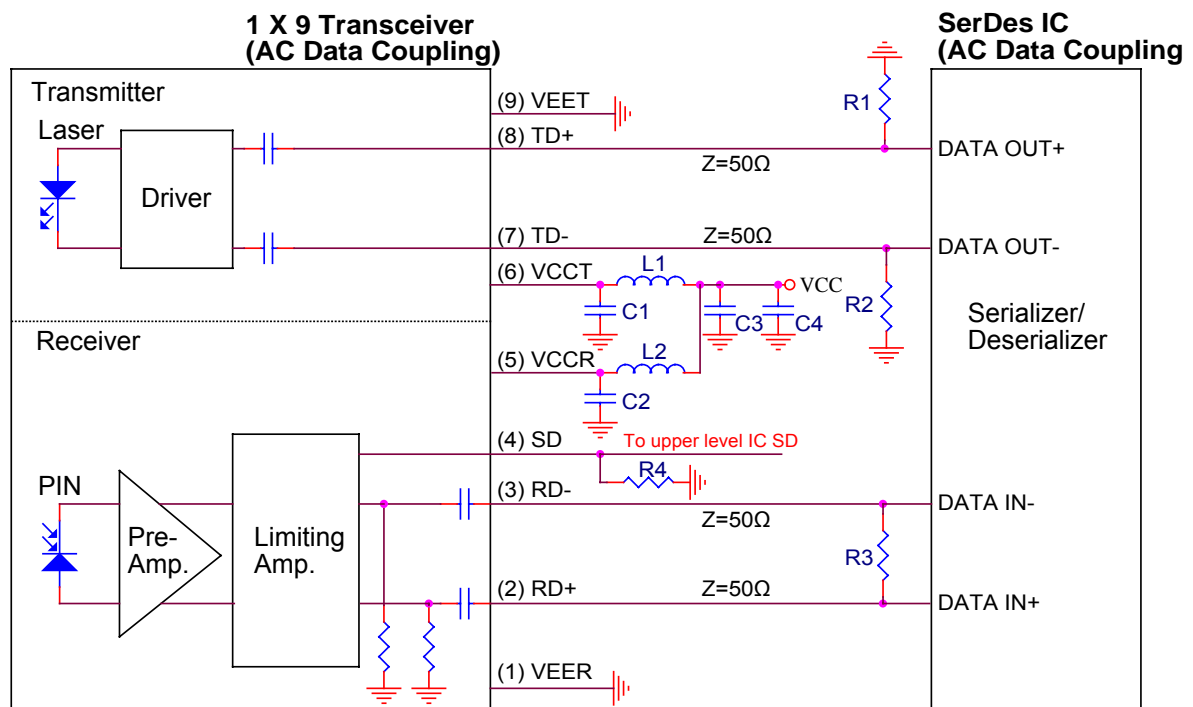 1 X 9 Transceiver
(AC Data Coupling)
SerDes IC
(AC Data Coupling
Transmitter
Laser
Driver
(9) VEET
(8) TD+
Z=50Ω
R1
DATA OUT+
(7) TD-
Z=50Ω
DATA OUT-
(6) VCCT
L1
VCC
C1
C3
C4
R2
Serializer/
Deserializer
Receiver
(5) VCCR
L2
C2
(4) SD
To upper level IC SD
R4
PIN
Pre-
Amp.
Limiting
Amp.
(3) RD-
Z=50Ω
DATA IN-
R3
(2) RD+
Z=50Ω
DATA IN+
(1) VEER